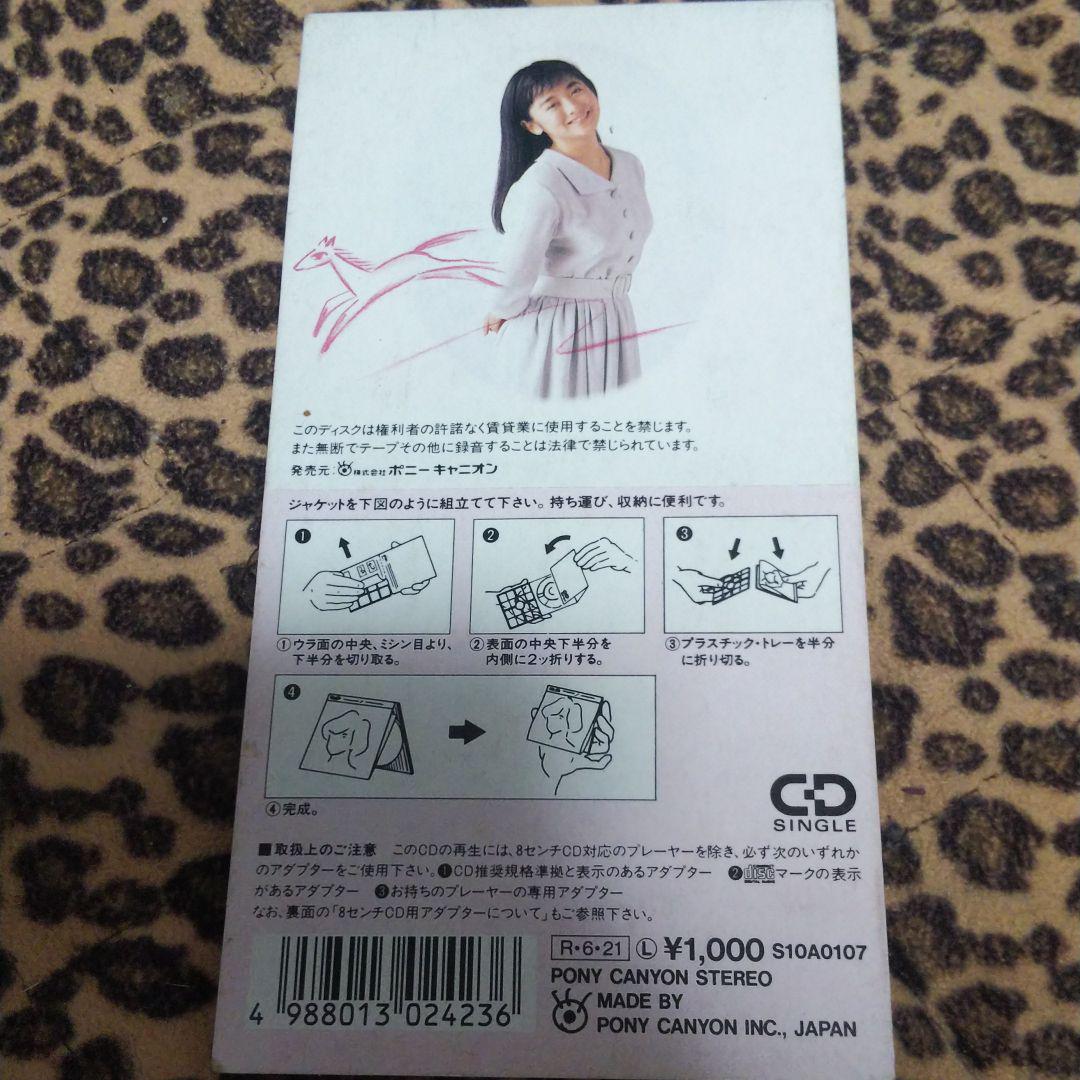 このディスクは権利者の許諾なく賃貸業に使用することを禁じます。
また無断でテープその他に録音することは法律で禁じられています。
発売元:株式会社 ポニーキャニオン
ジャケットを下図のように組立てて下さい。持ち運び、収納に便利です。
❶ ❷ ❸
①ウラ面の中央、ミシン目より、
下半分を切り取る。
②表面の中央下半分を
内側に2ッ折りする。
③プラスチック・トレーを半分
に折り切る。
❹
④完成。
CD
SINGLE
■取扱上のご注意 このCDの再生には、8センチCD対応のプレーヤーを除き、必ず次のいずれか
のアダプターをご使用下さい。❶CD推奨規格準拠と表示のあるアダプター ❷discマークの表示
があるアダプター ❸お持ちのプレーヤーの専用アダプター
なお、裏面の「8センチCD用アダプターについて」もご参照下さい。
4 988013 024236
R・6・21 Ⓛ ¥1,000 S10A0107
PONY CANYON STEREO
MADE BY
PONY CANYON INC., JAPAN